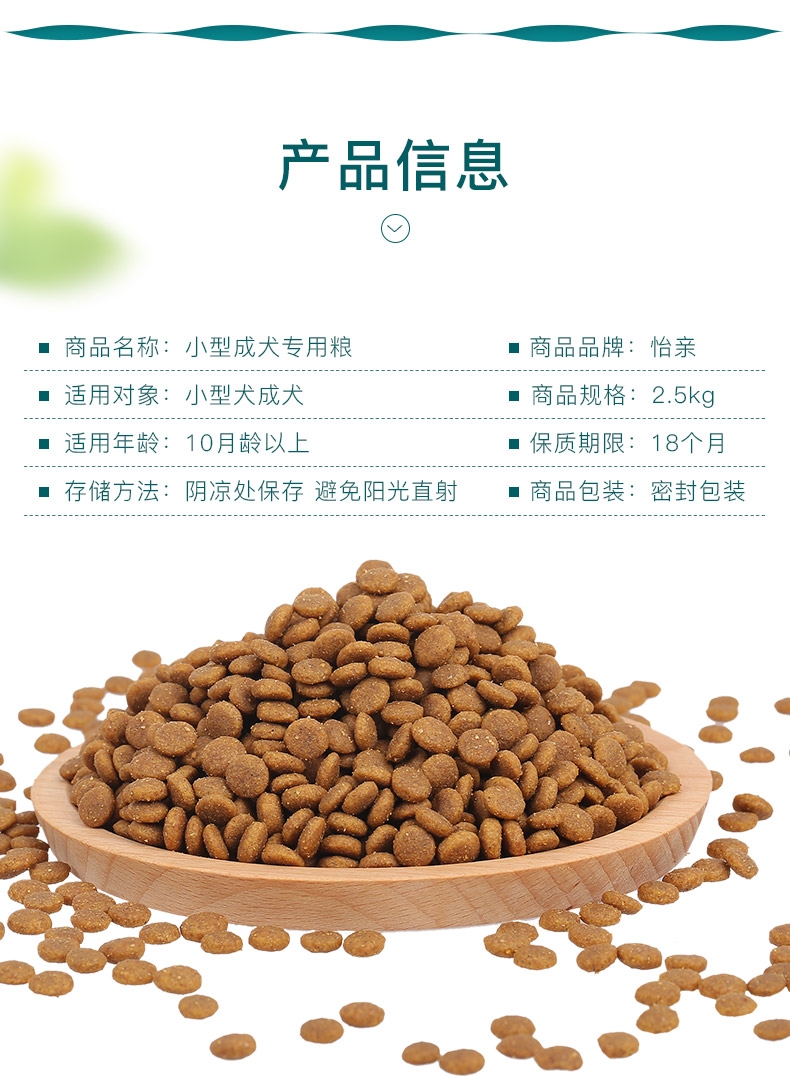 产品信息
商品名称：小型成犬专用粮 商品品牌：怡亲
适用对象：小型犬成犬 商品规格：2.5kg
适用年龄：10月龄以上 保质期限：18个月
存储方法：阴凉处保存 避免阳光直射 商品包装：密封包装